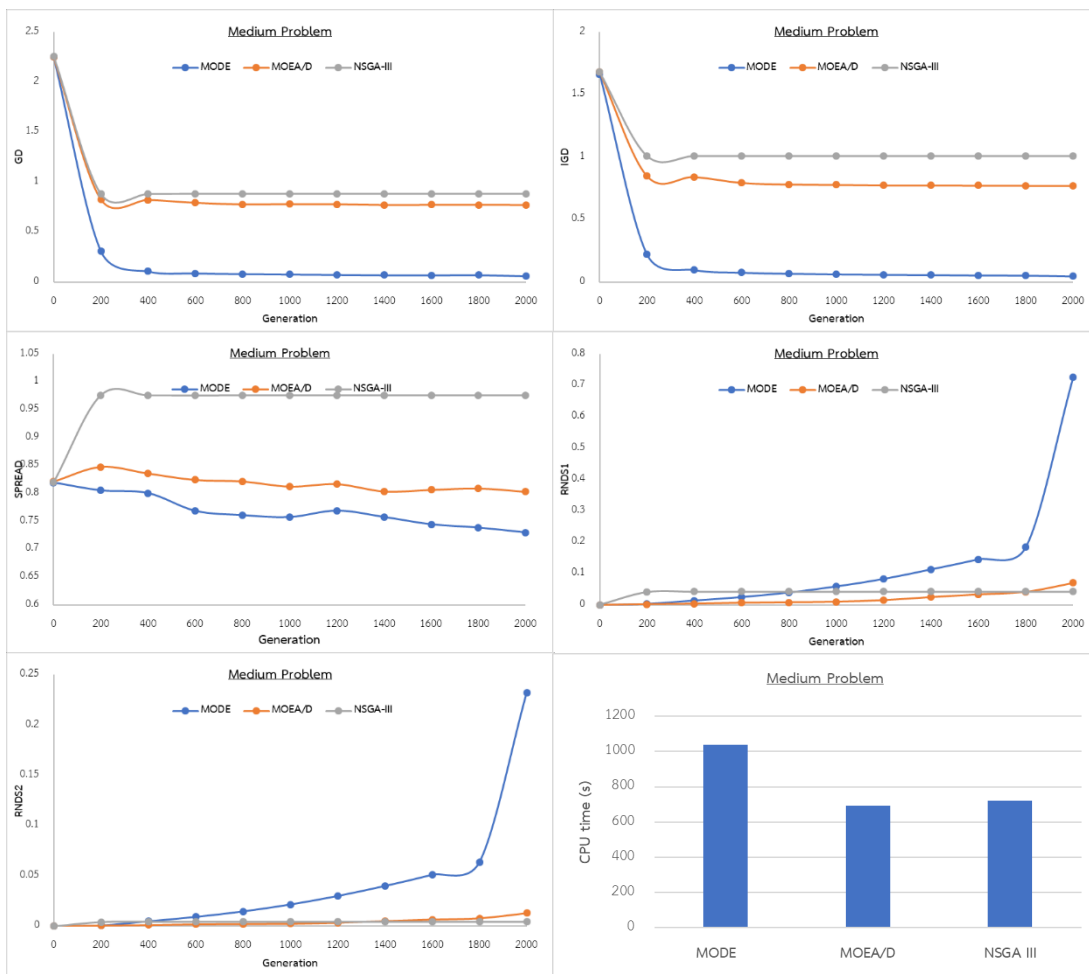 Medium Problem
MODE MOEA/D NSGA-III
2.5
2
1.5
1
0.5
0
GD
0 200 400 600 800 1000 1200 1400 1600 1800 2000
Generation
Medium Problem
MODE MOEA/D NSGA-III
2
1.5
1
0.5
0
IGD
0 200 400 600 800 1000 1200 1400 1600 1800 2000
Generation
Medium Problem
MODE MOEA/D NSGA-III
1.05
1
0.95
0.9
0.85
0.8
0.75
0.7
0.65
0.6
SPREAD
0 200 400 600 800 1000 1200 1400 1600 1800 2000
Generation
Medium Problem
MODE MOEA/D NSGA-III
0.8
0.7
0.6
0.5
0.4
0.3
0.2
0.1
0
RNDS1
0 200 400 600 800 1000 1200 1400 1600 1800 2000
Generation
Medium Problem
MODE MOEA/D NSGA-III
0.25
0.2
0.15
0.1
0.05
0
RNDS2
0 200 400 600 800 1000 1200 1400 1600 1800 2000
Generation
Medium Problem
1200
1000
800
600
400
200
0
CPU time (s)
MODE MOEA/D NSGA III